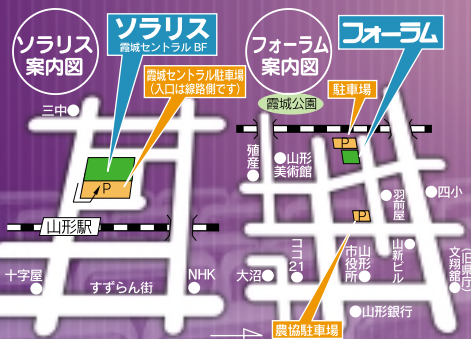 ソラリス
案内図
ソラリス
霞城セントラルBF
霞城セントラル駐車場
(入口は線路側です)
三中
P
山形駅
十字屋
すずらん街
NHK
フォーラム
案内図
フォーラム
駐車場
霞城公園
P
殖産
山形
美術館
羽前屋
四小
P
大沼
ココ21
山形
市役所
山新ビル
文翔館
(旧県庁)
山形銀行
農協駐車場